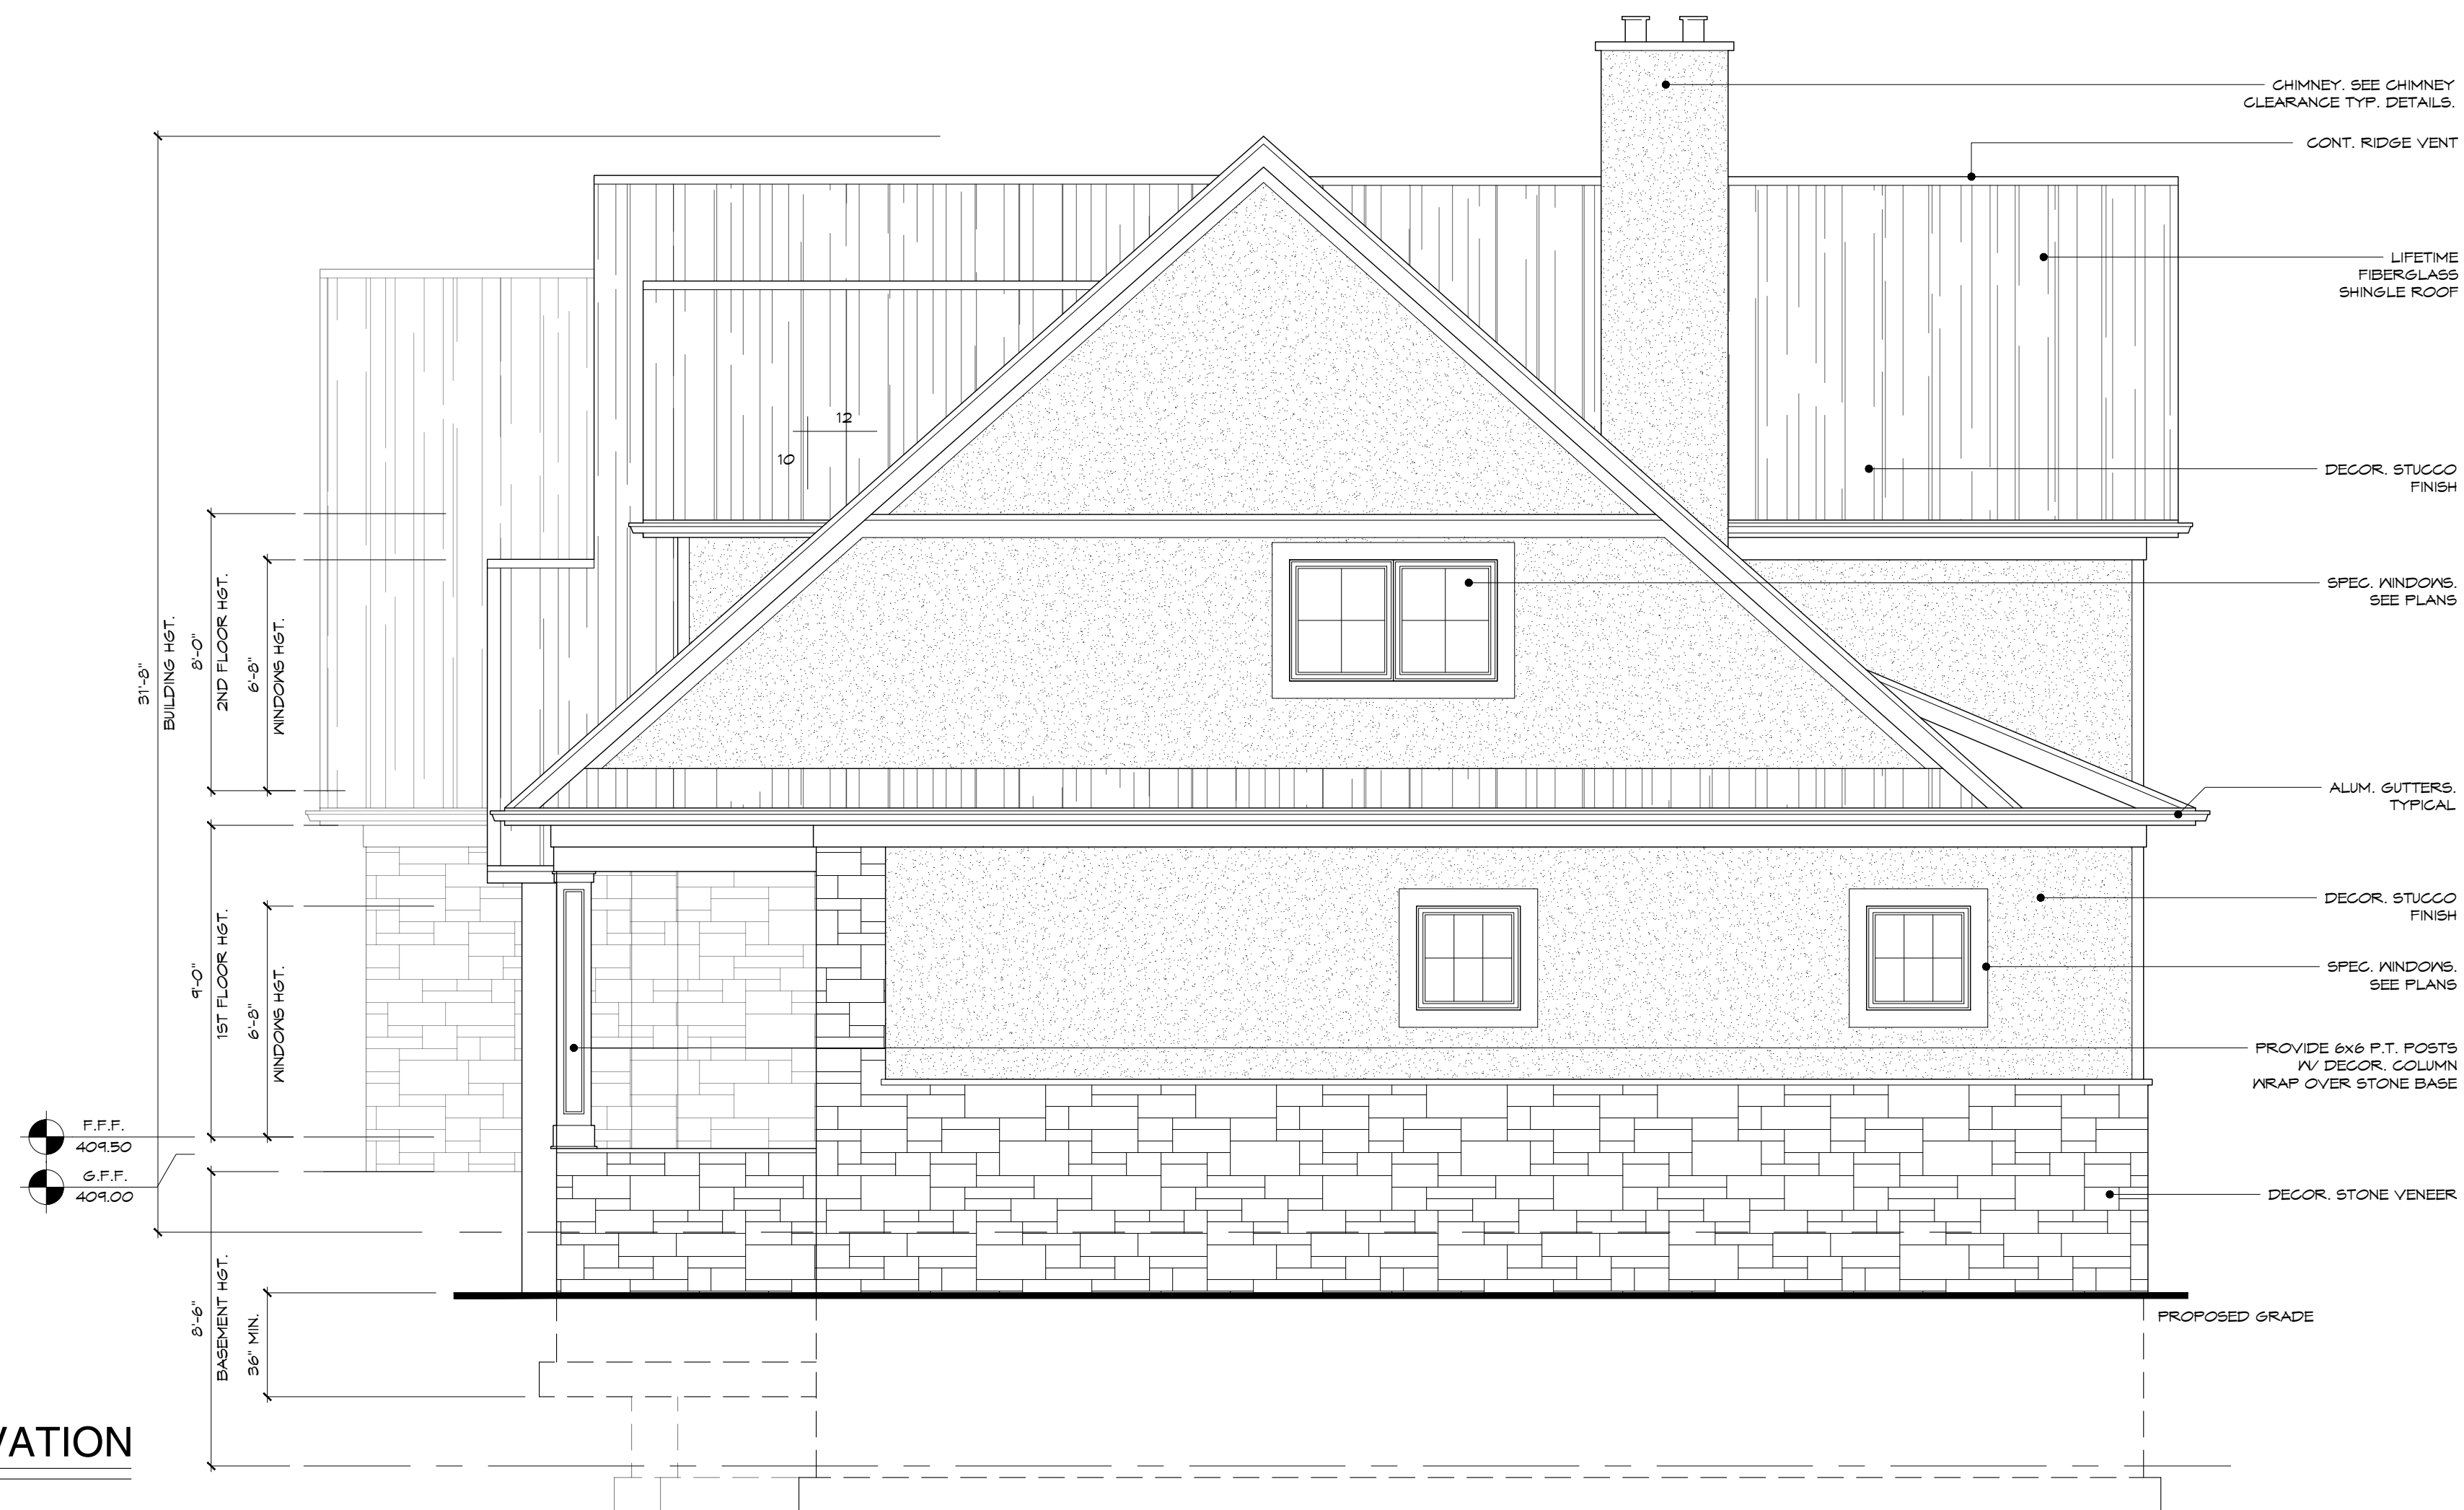 CHIMNEY. SEE CHIMNEY
CLEARANCE TYP. DETAILS.
CONT. RIDGE VENT
LIFETIME
FIBERGLASS
SHINGLE ROOF
12
10
DECOR. STUCCO
FINISH
SPEC. WINDOWS.
SEE PLANS
31'-8"
BUILDING HGT.
8'-0"
2ND FLOOR HGT.
6'-8"
WINDOWS HGT.
ALUM. GUTTERS.
TYPICAL
DECOR. STUCCO
FINISH
SPEC. WINDOWS.
SEE PLANS
9'-0"
1ST FLOOR HGT.
6'-8"
WINDOWS HGT.
PROVIDE 6x6 P.T. POSTS
W/ DECOR. COLUMN
WRAP OVER STONE BASE
F.F.F.
409.50
G.F.F.
409.00
DECOR. STONE VENEER
8'-6"
BASEMENT HGT.
36" MIN.
PROPOSED GRADE
VATION